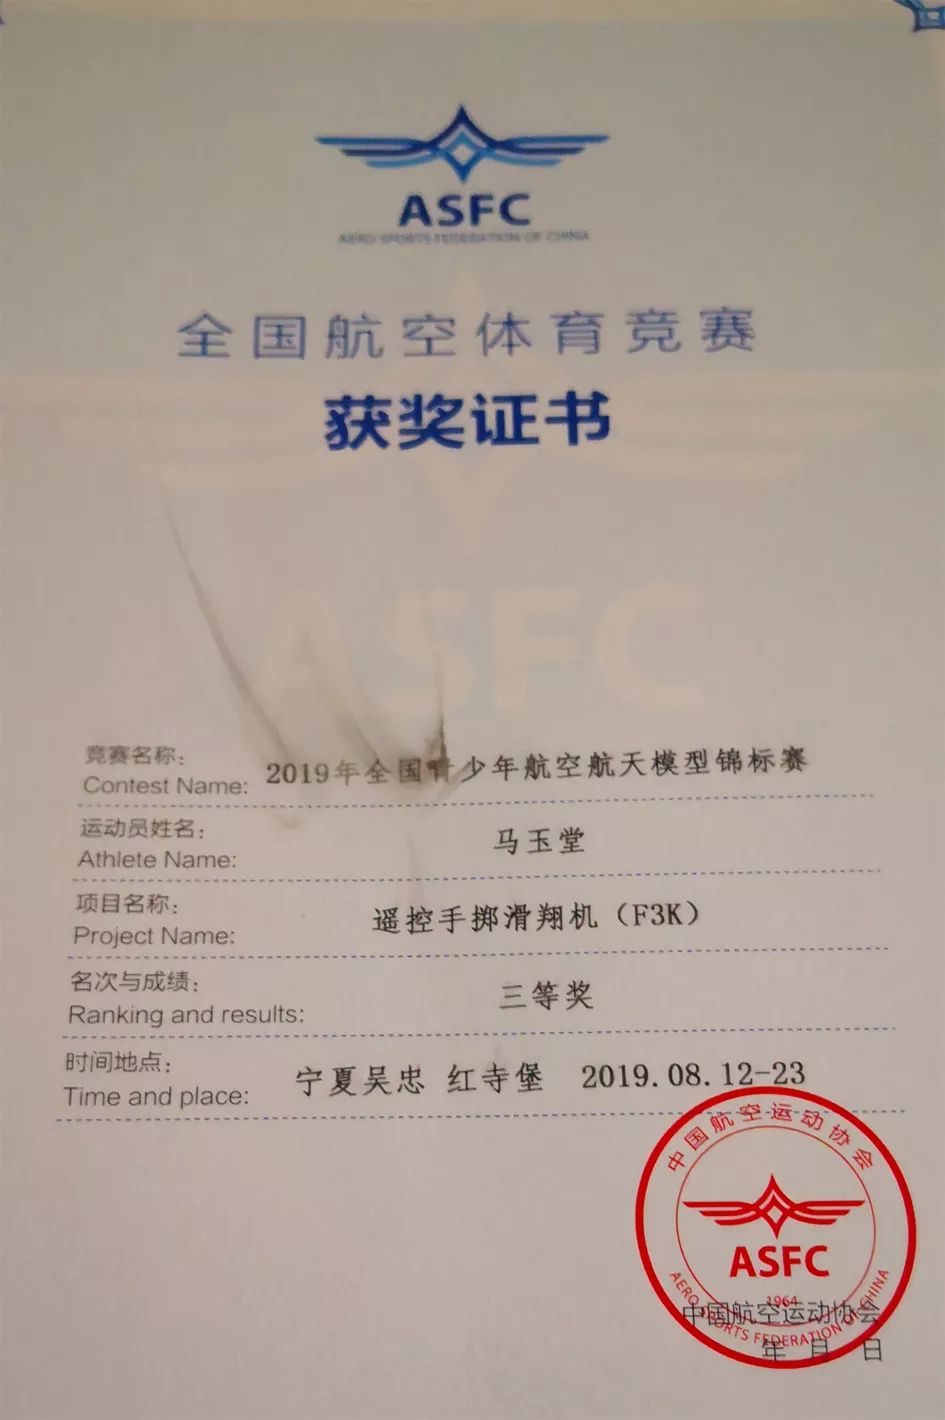 ASFC
AERO SPORTS FEDERATION OF CHINA
全国航空体育竞赛
获奖证书
ASFC
竞赛名称:
Contest Name: 2019年全国青少年航空航天模型锦标赛
运动员姓名:
Athlete Name: 马玉堂
项目名称:
Project Name: 遥控手掷滑翔机（F3K）
名次与成绩:
Ranking and results: 三等奖
时间地点:
Time and place: 宁夏吴忠 红寺堡 2019.08.12-23
中国航空运动协会
ASFC
1964
AERO SPORTS FEDERATION OF CHINA
中国航空运动协会
年 月 日